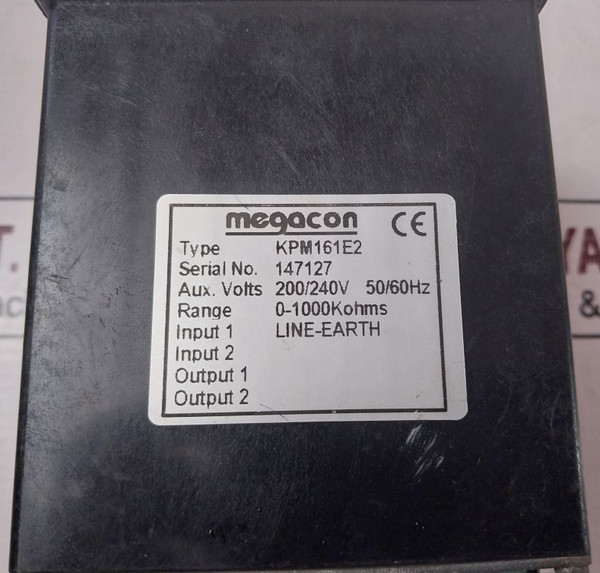 megacon CE
Type KPM161E2
Serial No. 147127
Aux. Volts 200/240V 50/60Hz
Range 0-1000Kohms
Input 1 LINE-EARTH
Input 2
Output 1
Output 2